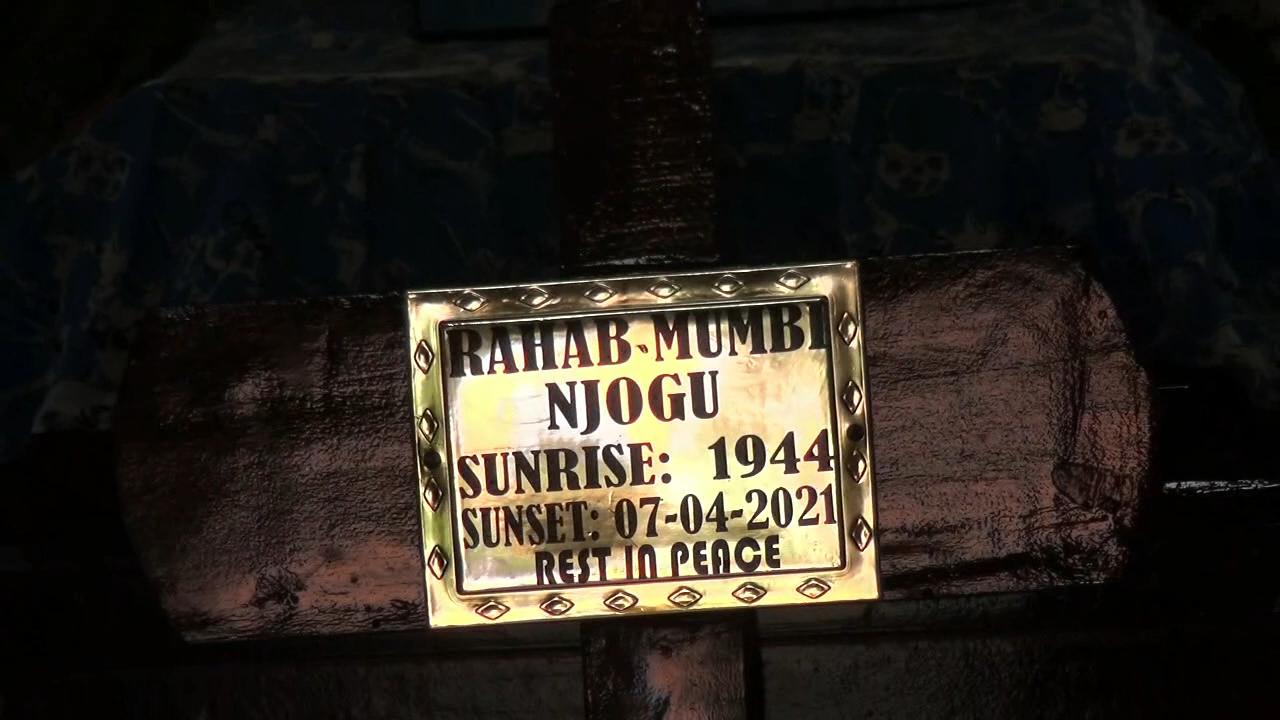 RAHAB MUMBI
NJOGU
SUNRISE: 1944
SUNSET: 07-04-2021
REST IN PEACE